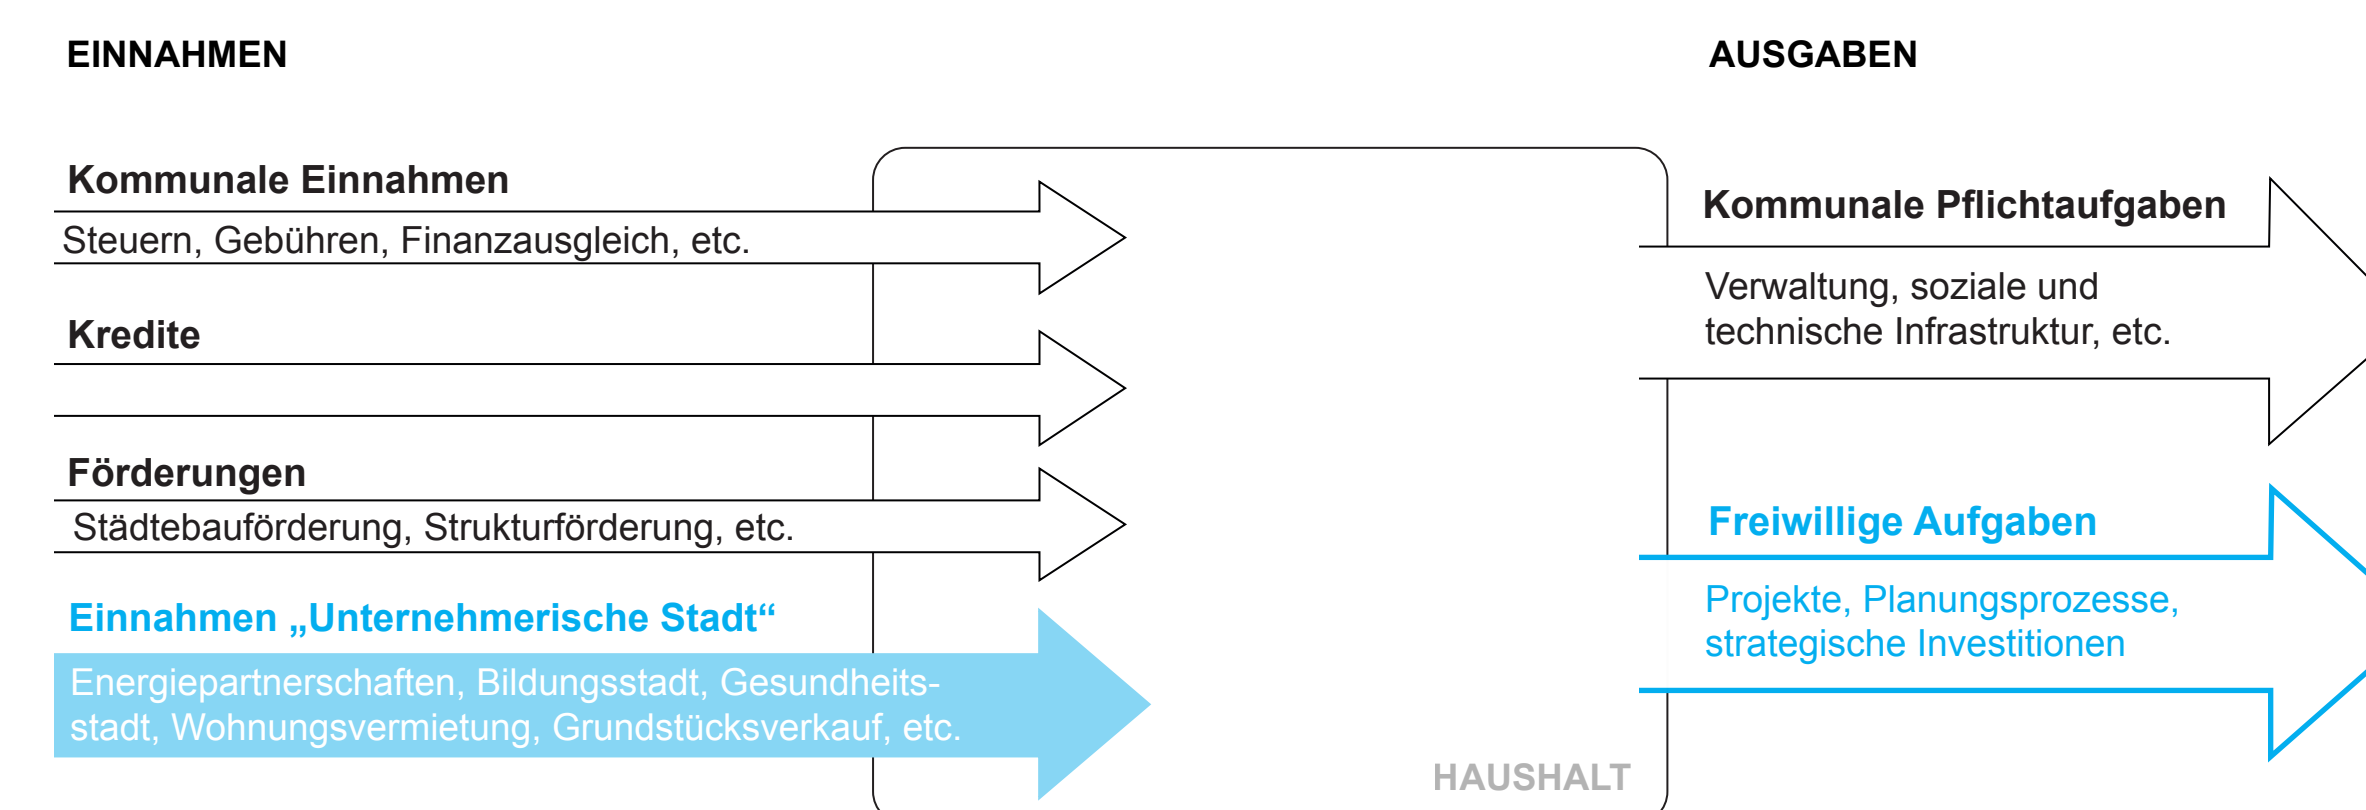 EINNAHMEN
AUSGABEN
Kommunale Einnahmen
Steuern, Gebühren, Finanzausgleich, etc.
Kredite
Förderungen
Städtebauförderung, Strukturförderung, etc.
Einnahmen „Unternehmerische Stadt“
Energiepartnerschaften, Bildungsstadt, Gesundheits-
stadt, Wohnungsvermietung, Grundstücksverkauf, etc.
HAUSHALT
Kommunale Pflichtaufgaben
Verwaltung, soziale und
technische Infrastruktur, etc.
Freiwillige Aufgaben
Projekte, Planungsprozesse,
strategische Investitionen